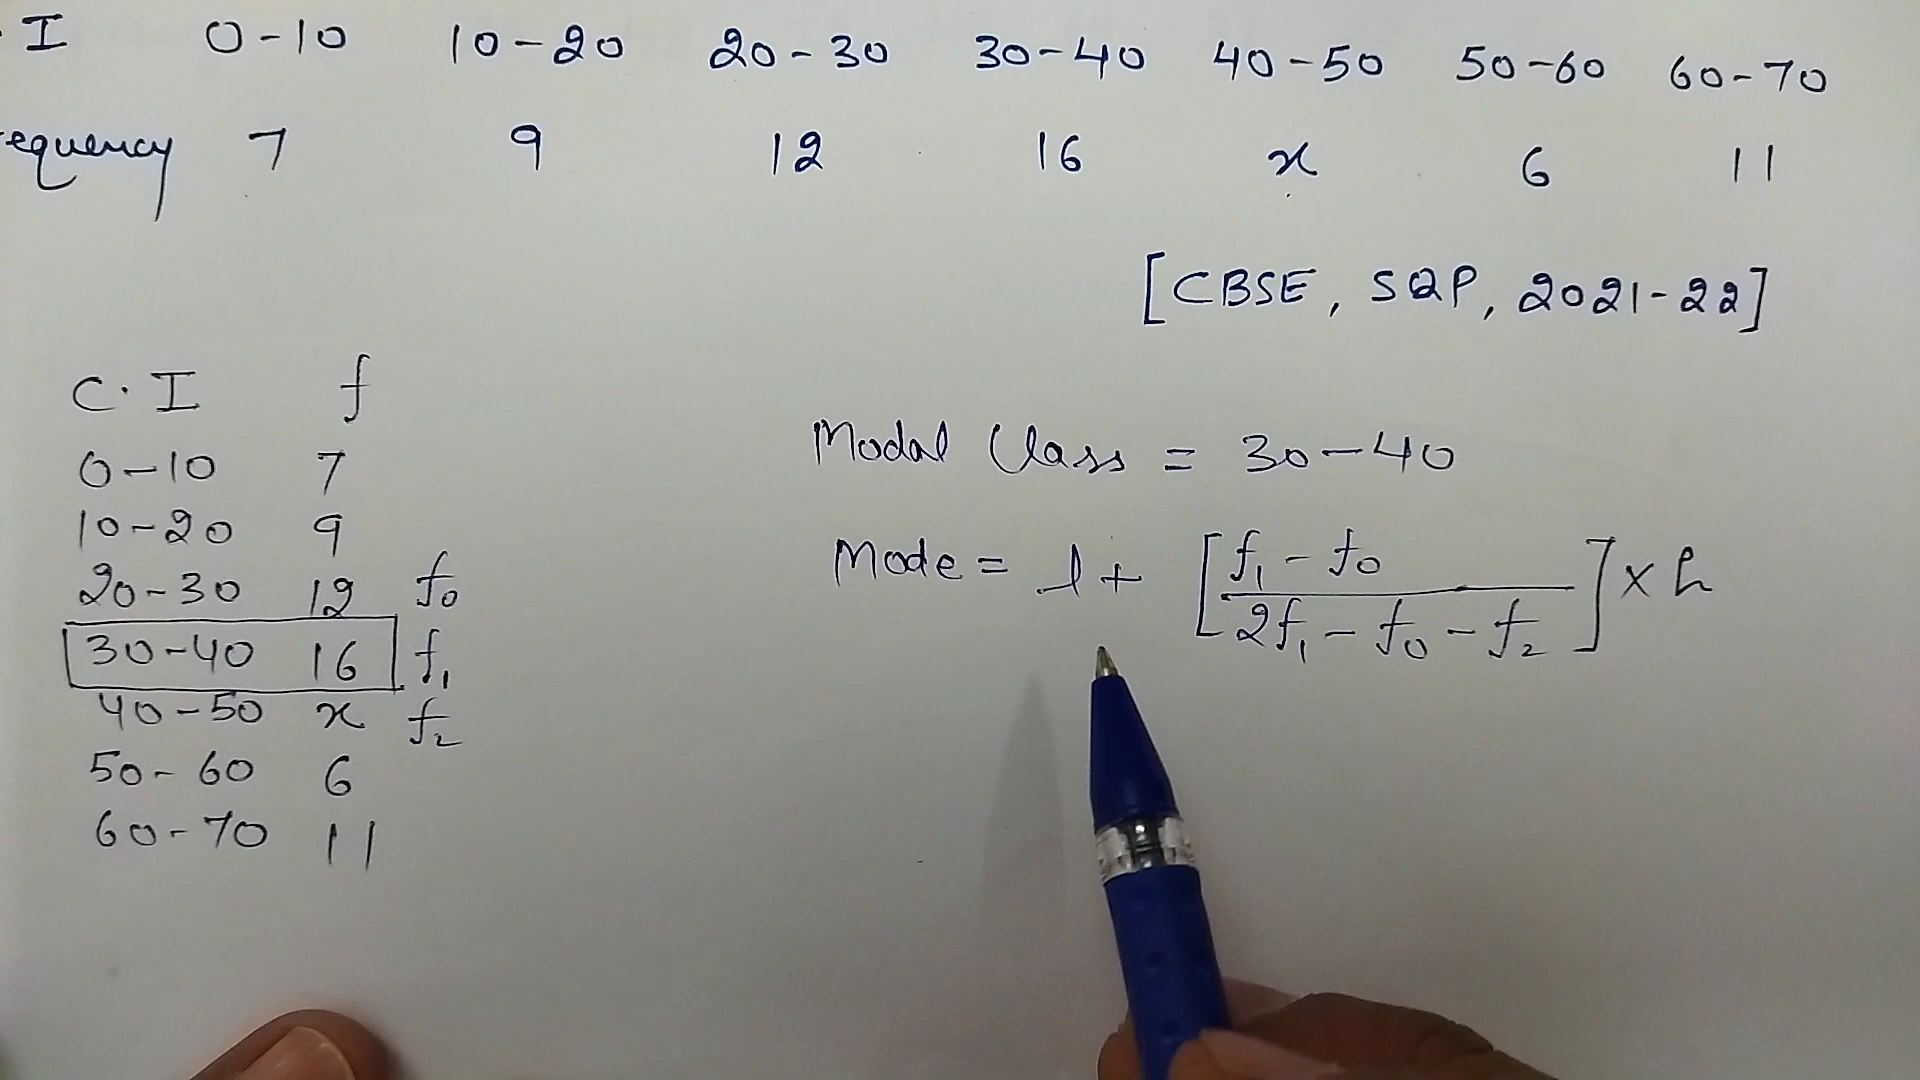 I 0-10 10-20 20-30 30-40 40-50 50-60 60-70
equency 7 9 12 16 x 6 11
[CBSE, SQP, 2021-22]
C.I f
0-10 7
10-20 9
20-30 12 f₀
30-40 16 f₁
40-50 x f₂
50-60 6
60-70 11
Modal Class = 30-40
Mode = l + [f₁ - f₀ / 2f₁ - f₀ - f₂] × h